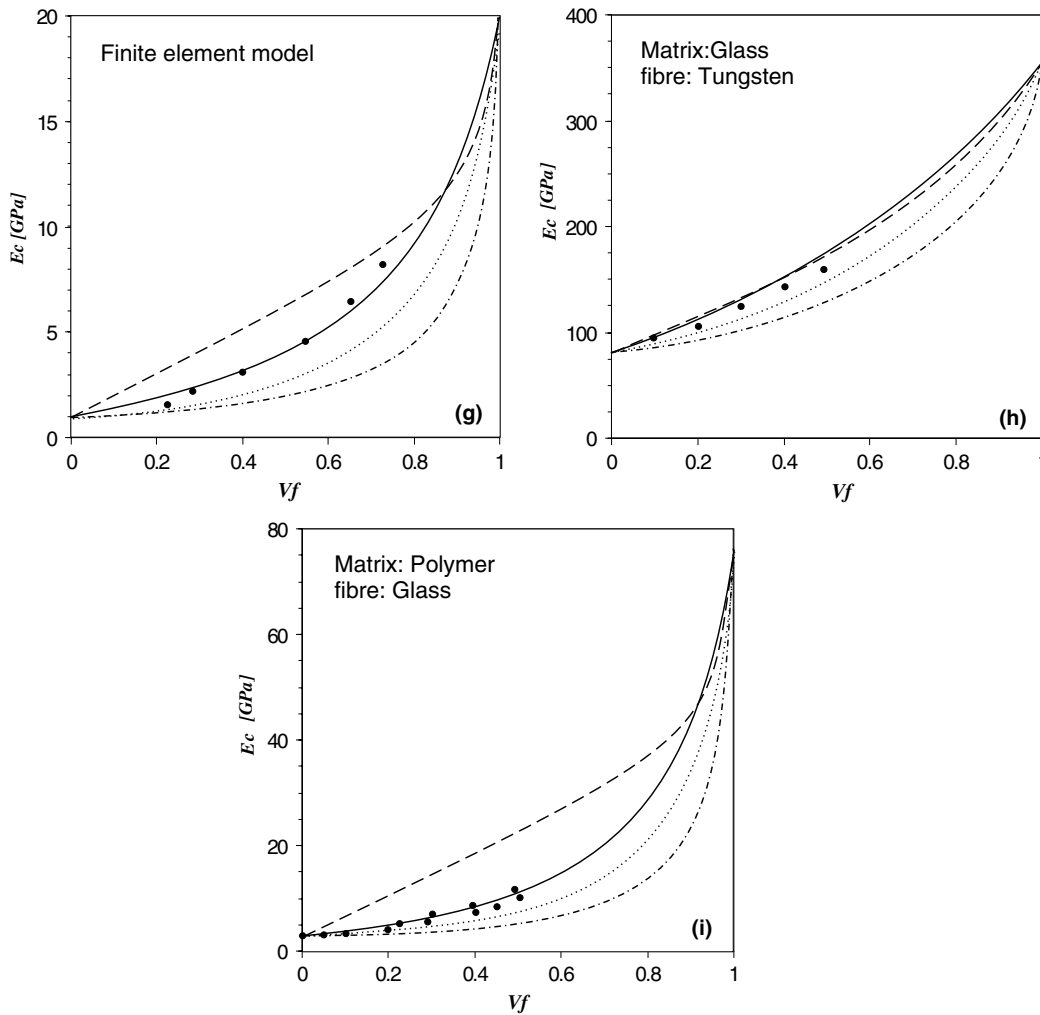 20
15
10
5
0
Ec [GPa]
Finite element model
(g)
0 0.2 0.4 0.6 0.8 1
Vf
400
300
200
100
0
Ec [GPa]
Matrix:Glass
fibre: Tungsten
(h)
0 0.2 0.4 0.6 0.8 1
Vf
80
60
40
20
0
Ec [GPa]
Matrix: Polymer
fibre: Glass
(i)
0 0.2 0.4 0.6 0.8 1
Vf